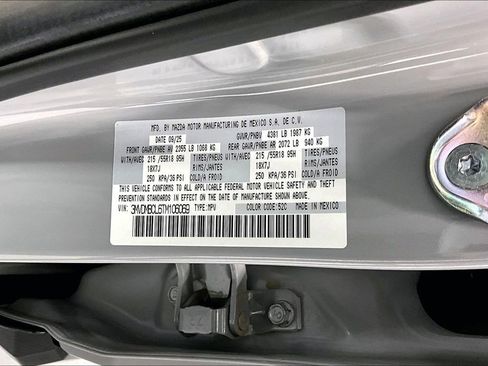 MFD. BY MAZDA MOTOR MANUFACTURING DE MEXICO S.A. DE C.V.
DATE 09/25 GVWR/PNBV 4381 LB 1987 KG
FRONT GAWR/PNBE AV 2355 LB 1068 KG REAR GAWR/PNBE AR 2072 LB 940 KG
WITH/AVEC 215 /55R18 95H TIRES/PNEUS WITH/AVEC 215 /55R18 95H TIRES/PNEUS
18X7J RIMS/JANTES 18X7J RIMS/JANTES
250 KPA/36 PSI COLD/A FROID 250 KPA/36 PSI COLD/A FROID
THIS VEHICLE CONFORMS TO ALL APPLICABLE FEDERAL MOTOR VEHICLE SAFETY AND THEFT
PREVENTION STANDARDS IN EFFECT ON THE DATE OF MANUFACTURE SHOWN ABOVE.
3MVDMBCL6TM106069 TYPE:MPV COLOR CODE:52C MADE IN MEXICO